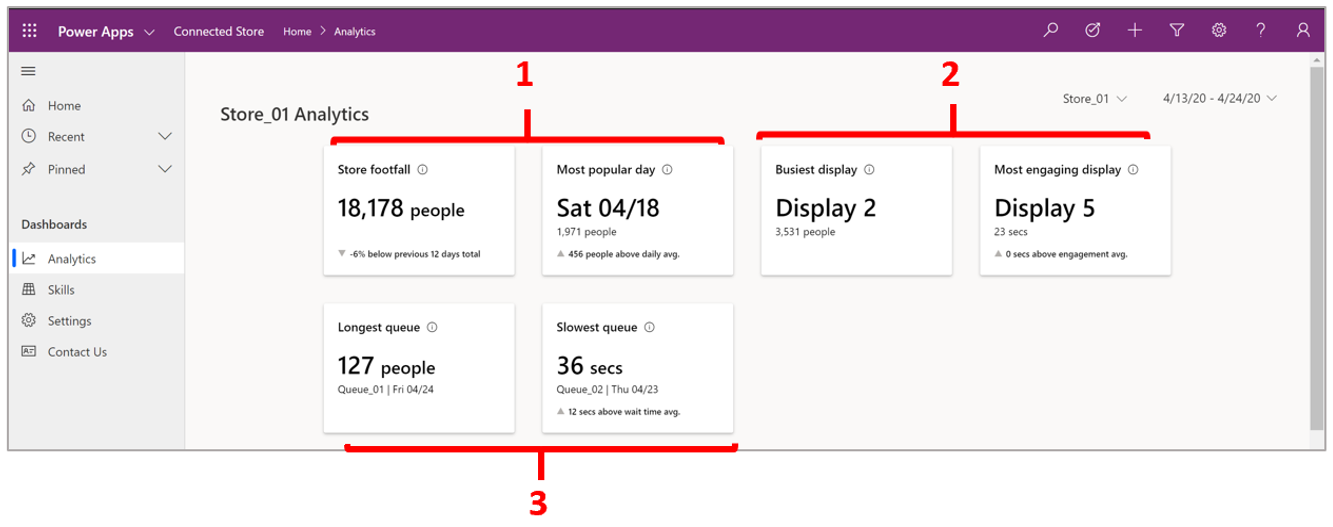 Power Apps
Connected Store
Home > Analytics
Home
Recent
Pinned
Dashboards
Analytics
Skills
Settings
Contact Us
1
2
Store_01 Analytics
Store_01
4/13/20 - 4/24/20
Store footfall
18,178 people
-6% below previous 12 days total
Most popular day
Sat 04/18
1,971 people
456 people above daily avg.
Busiest display
Display 2
3,531 people
Most engaging display
Display 5
23 secs
0 secs above engagement avg.
Longest queue
127 people
Queue_01 | Fri 04/24
Slowest queue
36 secs
Queue_02 | Thu 04/23
12 secs above wait time avg.
3